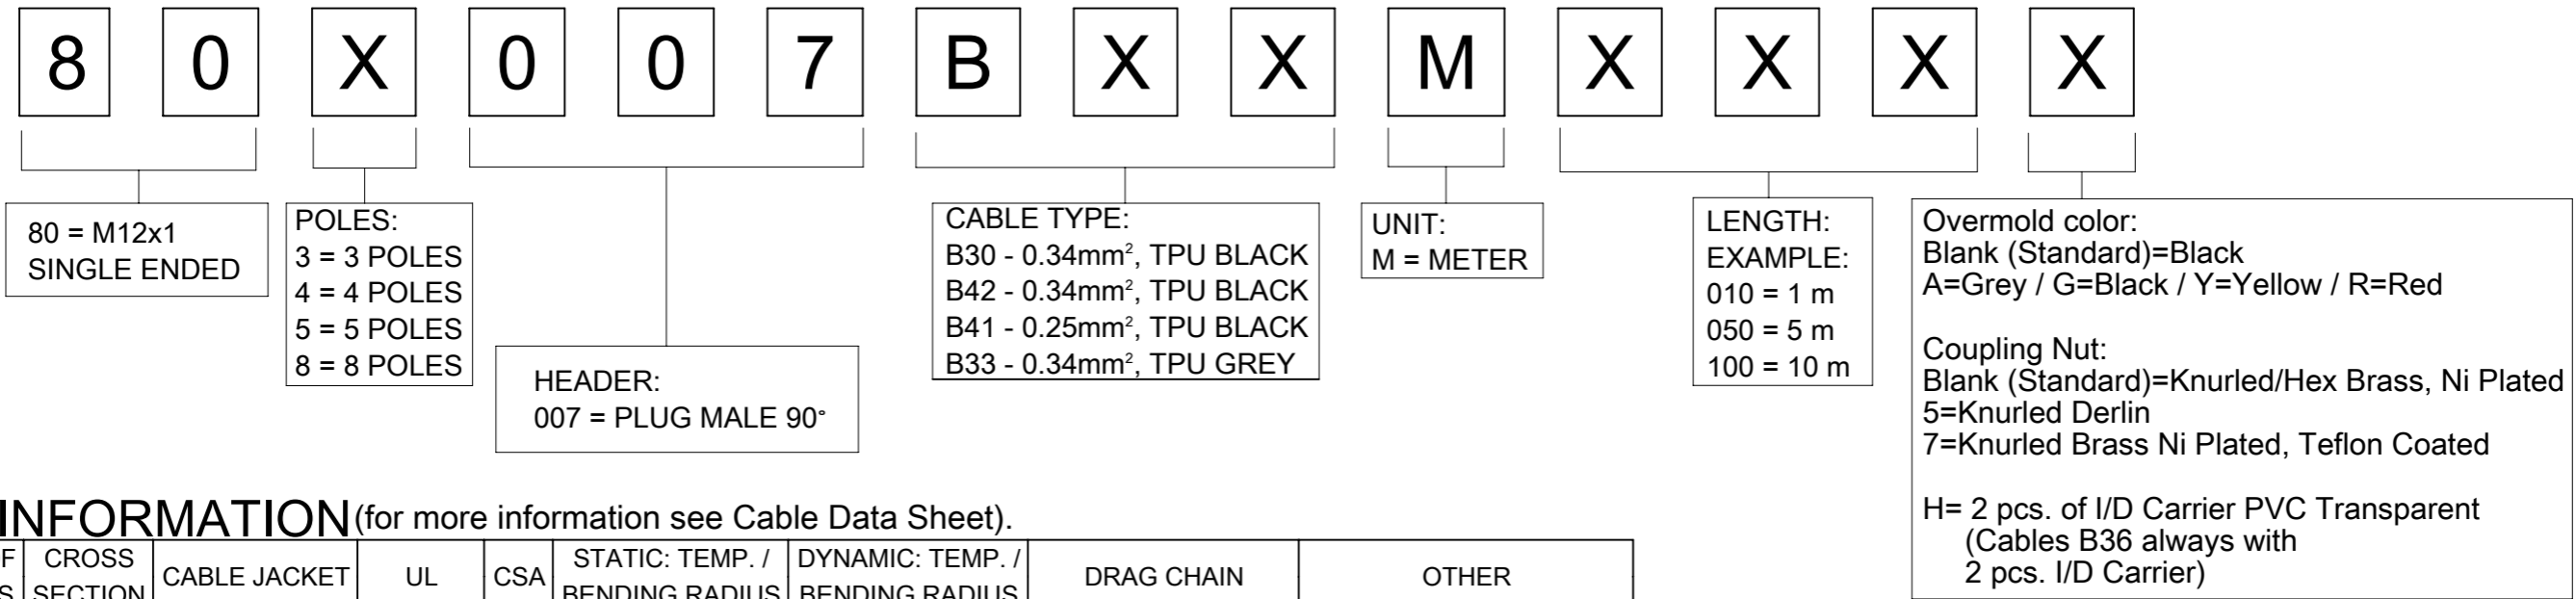 8 0 X 0 0 7 B X X M X X X X
80 = M12x1
SINGLE ENDED
POLES:
3 = 3 POLES
4 = 4 POLES
5 = 5 POLES
8 = 8 POLES
HEADER:
007 = PLUG MALE 90°
CABLE TYPE:
B30 - 0.34mm², TPU BLACK
B42 - 0.34mm², TPU BLACK
B41 - 0.25mm², TPU BLACK
B33 - 0.34mm², TPU GREY
UNIT:
M = METER
LENGTH:
EXAMPLE:
010 = 1 m
050 = 5 m
100 = 10 m
Overmold color:
Blank (Standard)=Black
A=Grey / G=Black / Y=Yellow / R=Red
Coupling Nut:
Blank (Standard)=Knurled/Hex Brass, Ni Plated
5=Knurled Derlin
7=Knurled Brass Ni Plated, Teflon Coated
H= 2 pcs. of I/D Carrier PVC Transparent
(Cables B36 always with
2 pcs. I/D Carrier)
INFORMATION (for more information see Cable Data Sheet).
F
S
CROSS
SECTION
CABLE JACKET
UL
CSA
STATIC: TEMP. /
BENDING RADIUS
DYNAMIC: TEMP. /
BENDING RADIUS
DRAG CHAIN
OTHER